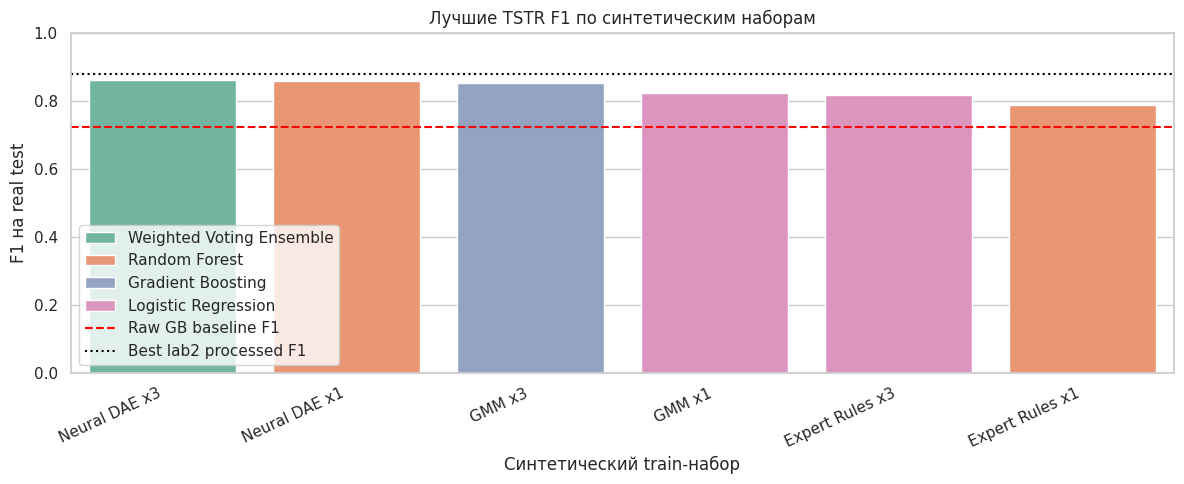 Лучшие TSTR F1 по синтетическим наборам
F1 на real test
1.0
0.8
0.6
0.4
0.2
0.0
Weighted Voting Ensemble
Random Forest
Gradient Boosting
Logistic Regression
Raw GB baseline F1
Best lab2 processed F1
Neural DAE x3
Neural DAE x1
GMM x3
GMM x1
Expert Rules x3
Expert Rules x1
Синтетический train-набор